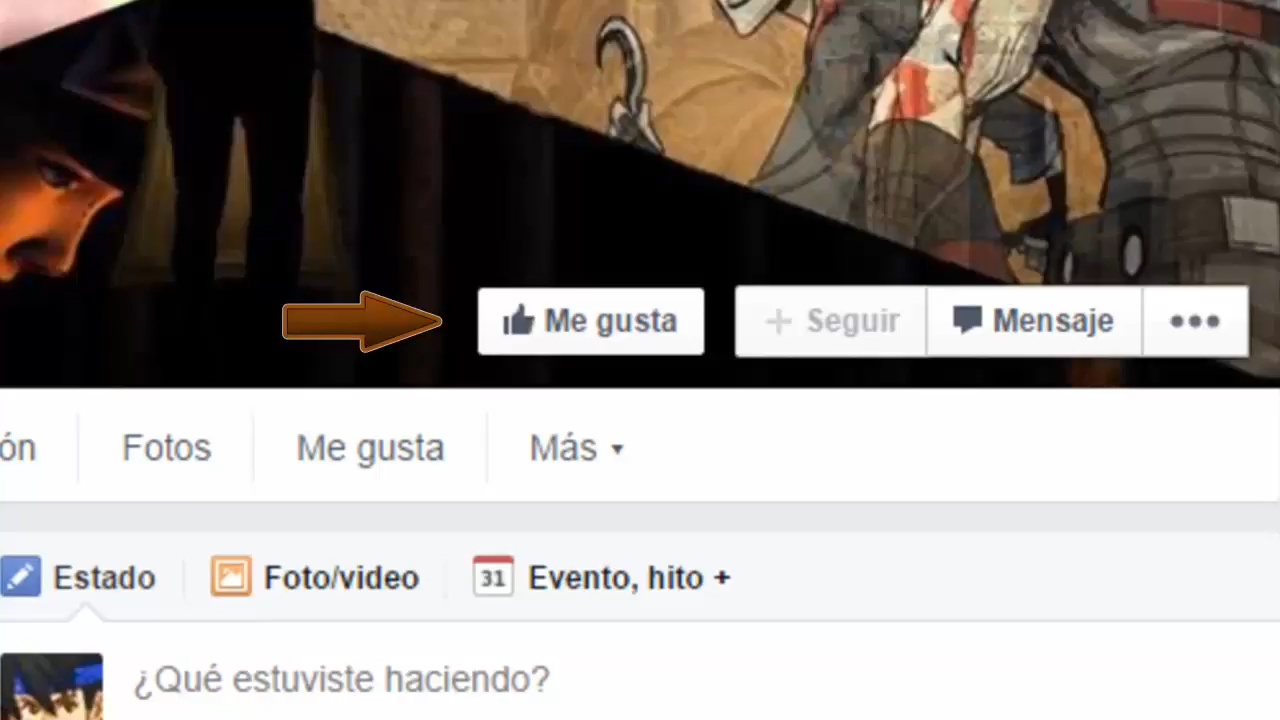 Me gusta
+ Seguir
Mensaje
•••
ón
Fotos
Me gusta
Más
Estado
Foto/video
31
Evento, hito +
¿Qué estuviste haciendo?